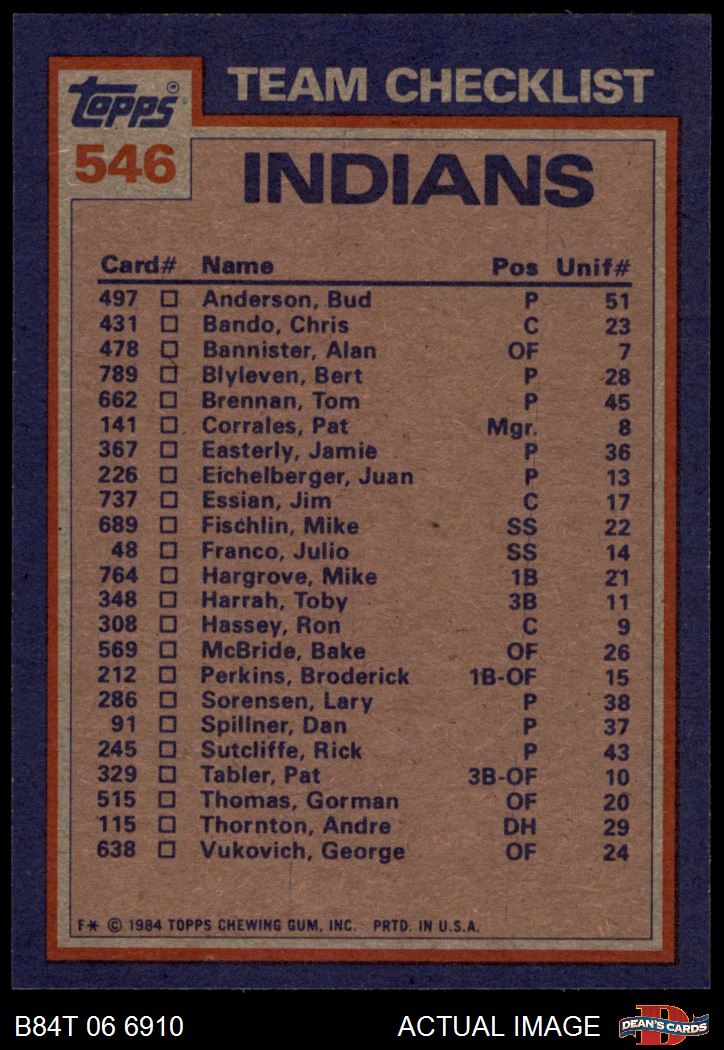 TEAM CHECKLIST
Topps®
546
INDIANS
Card# Name Pos Unif#
497 □ Anderson, Bud P 51
431 □ Bando, Chris C 23
478 □ Bannister, Alan OF 7
789 □ Blyleven, Bert P 28
662 □ Brennan, Tom P 45
141 □ Corrales, Pat Mgr. 8
367 □ Easterly, Jamie P 36
226 □ Eichelberger, Juan P 13
737 □ Essian, Jim C 17
689 □ Fischlin, Mike SS 22
48 □ Franco, Julio SS 14
764 □ Hargrove, Mike 1B 21
348 □ Harrah, Toby 3B 11
308 □ Hassey, Ron C 9
569 □ McBride, Bake OF 26
212 □ Perkins, Broderick 1B-OF 15
286 □ Sorensen, Lary P 38
91 □ Spillner, Dan P 37
245 □ Sutcliffe, Rick P 43
329 □ Tabler, Pat 3B-OF 10
515 □ Thomas, Gorman OF 20
115 □ Thornton, Andre DH 29
638 □ Vukovich, George OF 24
F* © 1984 TOPPS CHEWING GUM, INC. PRTD. IN U.S.A.
B84T 06 6910 ACTUAL IMAGE D DEAN'S CARDS